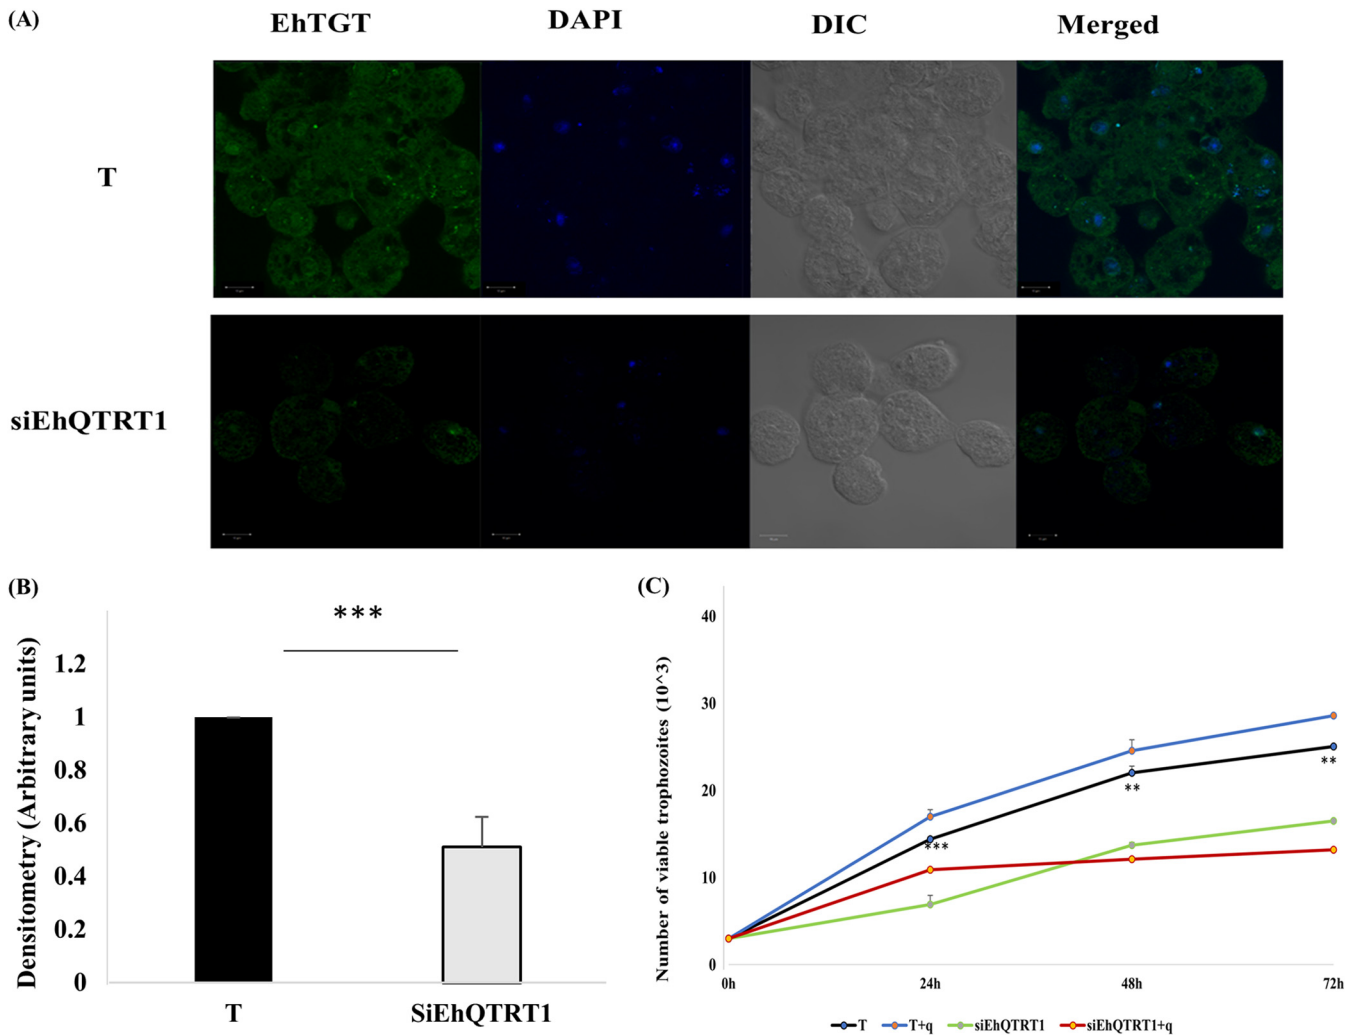 (A)
EhTGT DAPI DIC Merged
T
siEhQTRT1
(B)
***
Densitometry (Arbitrary units)
1.2
1
0.8
0.6
0.4
0.2
0
T SiEhQTRT1
(C)
Number of viable trophozoites (10^3)
40
30
20
10
0
***
**
**
0h 24h 48h 72h
T T+q siEhQTRT1 siEhQTRT1+q